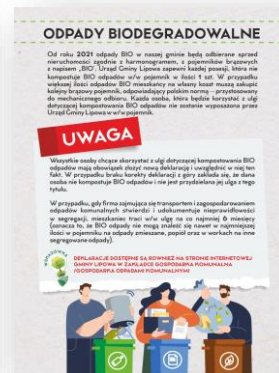 ODPADY BIODEGRADOWALNE
Od roku 2021 odpady BIO w naszej gminie będą odbierane sprzed
nieruchomości zgodnie z harmonogramem, z pojemników brązowych
z napisem „BIO". Urząd Gminy Lipowa zapewni każdej posesji, która nie
kompostuje BIO odpadów w/w pojemnik w ilości 1 szt. W przypadku
większej ilości odpadów BIO mieszkańcy na własny koszt muszą zakupić
kolejny brązowy pojemnik, odpowiadający polskim normą – przystosowany
do mechanicznego odbioru. Każda osoba, która będzie korzystać z ulgi
dotyczącej kompostowania BIO odpadów nie zostanie wyposażona przez
Urząd Gminy Lipowa w w/w pojemnik.
UWAGA
Wszystkie osoby chcące skorzystać z ulgi dotyczącej kompostowania BIO
odpadów mają obowiązek złożyć nową deklarację i uwzględnić w niej ten
fakt. W przypadku braku korekty deklaracji z góry zakłada się, że dana
osoba nie kompostuje BIO odpadów i nie jest przydzielana jej ulga z tego
tytułu.
W przypadku, gdy firma zajmująca się transportem i zagospodarowaniem
odpadów komunalnych stwierdzi i udokumentuje nieprawidłowości
w segregacji, mieszkaniec traci w/w ulgę na co najmniej 6 miesięcy
(oznacza to, że BIO odpady nie mogą znaleźć się nawet w najmniejszej
ilości w pojemniku na odpady zmieszane, popiół oraz w workach na inne
segregowane odpady).
DEKLARACJE DOSTĘPNE SĄ RÓWNIEŻ NA STRONIE INTERNETOWEJ
GMINY LIPOWA W ZAKŁADCE GOSPODARKA KOMUNALNA
/GOSPODARKA ODPADAMI KOMUNALNYMI